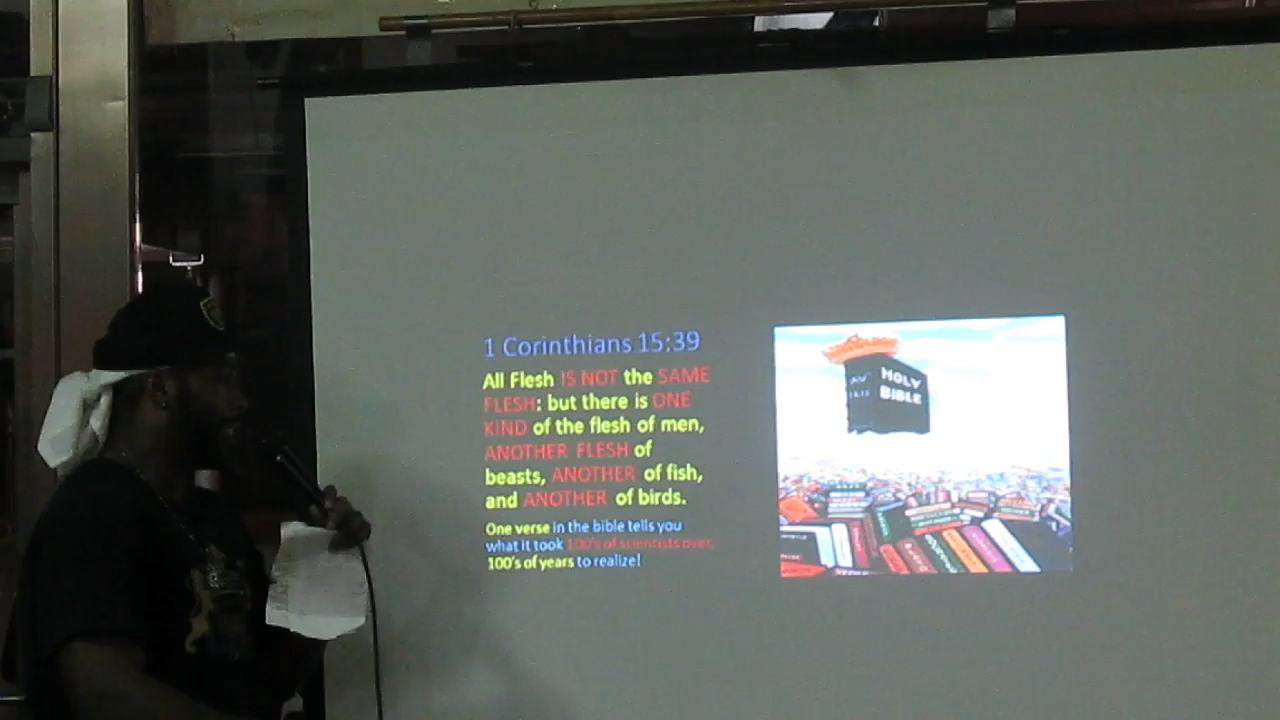 1 Corinthians 15:39
All Flesh IS NOT the SAME
FLESH: but there is ONE
KIND of the flesh of men,
ANOTHER FLESH of
beasts, ANOTHER of fish,
and ANOTHER of birds.
One verse in the bible tells you
what it took 100's of scientists over,
100's of years to realize!
HOLY
BIBLE
AV
1611